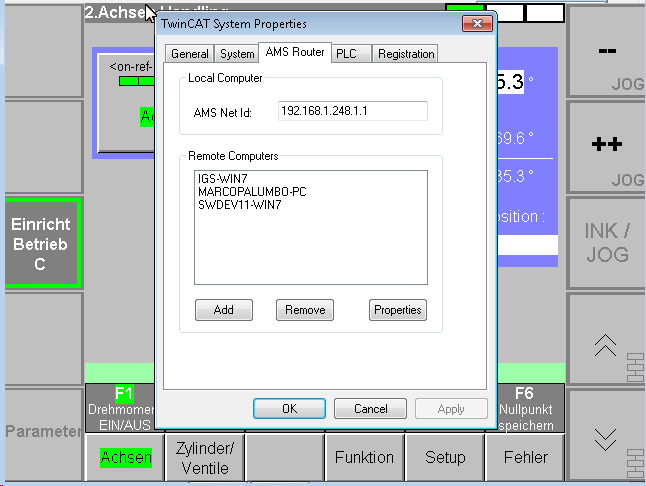 2.Achsen Handling
TwinCAT System Properties
General
System
AMS Router
PLC
Registration
Local Computer
AMS Net Id:
192.168.1.248.1.1
Remote Computers
IGS-WIN7
MARCOPALUMBO-PC
SWDEV11-WIN7
Add
Remove
Properties
OK
Cancel
Apply
<on-ref-
5.3 °
69.6 °
35.3 °
osition :
--
JOG
++
JOG
INK /
JOG
Einricht
Betrieb
C
Parameter
F1
Drehmomen
EIN/AUS
F6
Nullpunkt
speichern
Achsen
Zylinder/
Ventile
Funktion
Setup
Fehler